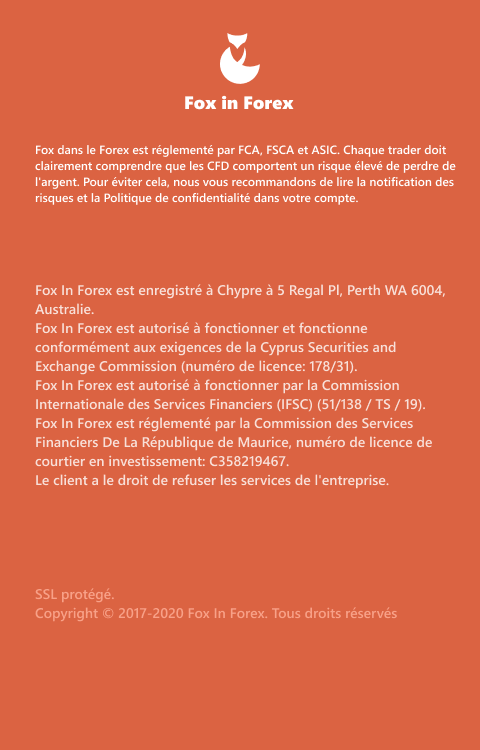 Fox in Forex
Fox dans le Forex est réglementé par FCA, FSCA et ASIC. Chaque trader doit
clairement comprendre que les CFD comportent un risque élevé de perdre de
l'argent. Pour éviter cela, nous vous recommandons de lire la notification des
risques et la Politique de confidentialité dans votre compte.
Fox In Forex est enregistré à Chypre à 5 Regal Pl, Perth WA 6004,
Australie.
Fox In Forex est autorisé à fonctionner et fonctionne
conformément aux exigences de la Cyprus Securities and
Exchange Commission (numéro de licence: 178/31).
Fox In Forex est autorisé à fonctionner par la Commission
Internationale des Services Financiers (IFSC) (51/138 / TS / 19).
Fox In Forex est réglementé par la Commission des Services
Financiers De La République de Maurice, numéro de licence de
courtier en investissement: C358219467.
Le client a le droit de refuser les services de l'entreprise.
SSL protégé.
Copyright © 2017-2020 Fox In Forex. Tous droits réservés